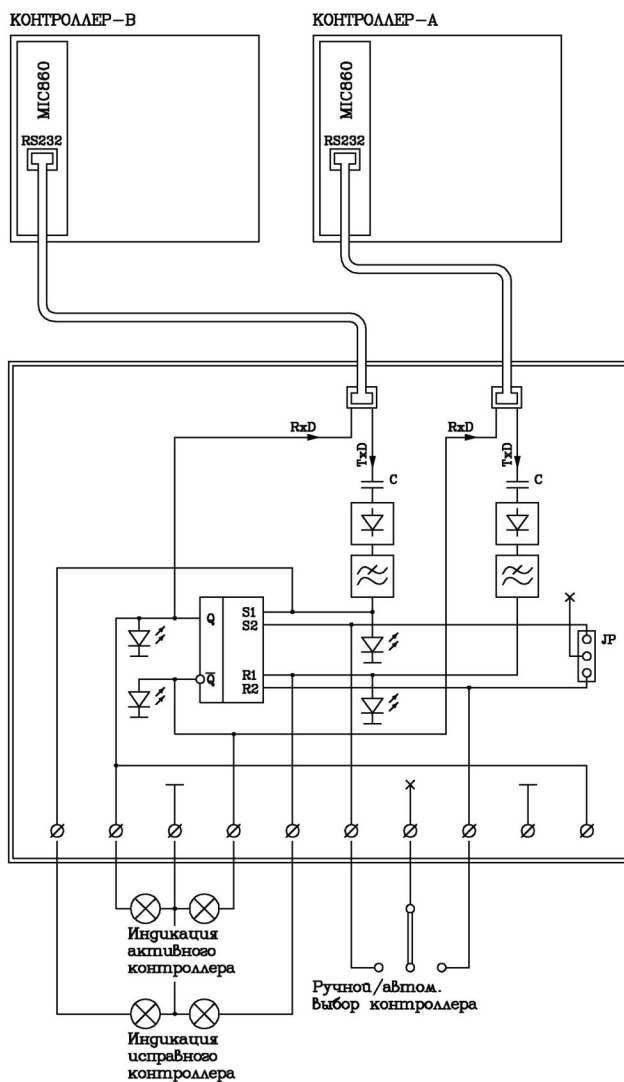 КОНТРОЛЛЕР-В КОНТРОЛЛЕР-А
MIC860 MIC860
RS232 RS232
RxD RxD
TxD TxD
C C
Q S1
S2 JP
Q̅ R1
R2
Индикация
активного
контроллера
Ручной/автом.
выбор контроллера
Индикация
исправного
контроллера